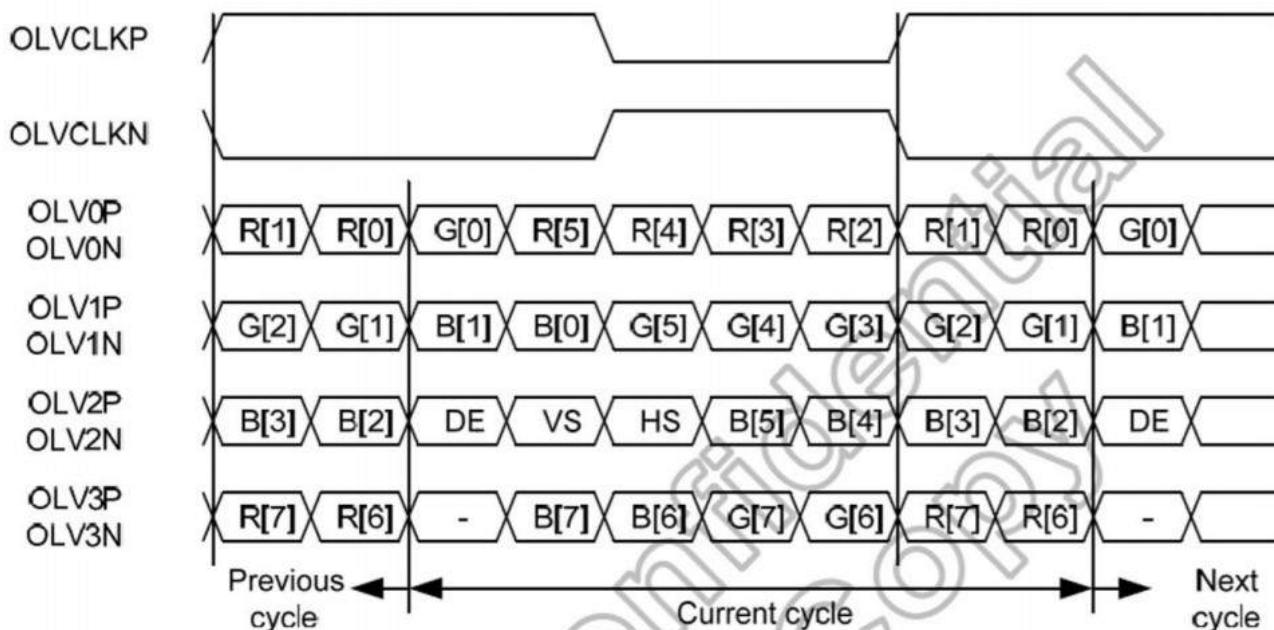 OLVCLKP
OLVCLKN
OLV0P
OLV0N
R[1] R[0] G[0] R[5] R[4] R[3] R[2] R[1] R[0] G[0]
OLV1P
OLV1N
G[2] G[1] B[1] B[0] G[5] G[4] G[3] G[2] G[1] B[1]
OLV2P
OLV2N
B[3] B[2] DE VS HS B[5] B[4] B[3] B[2] DE
OLV3P
OLV3N
R[7] R[6] - B[7] B[6] G[7] G[6] R[7] R[6] -
Previous
cycle
Current cycle
Next
cycle
Copy